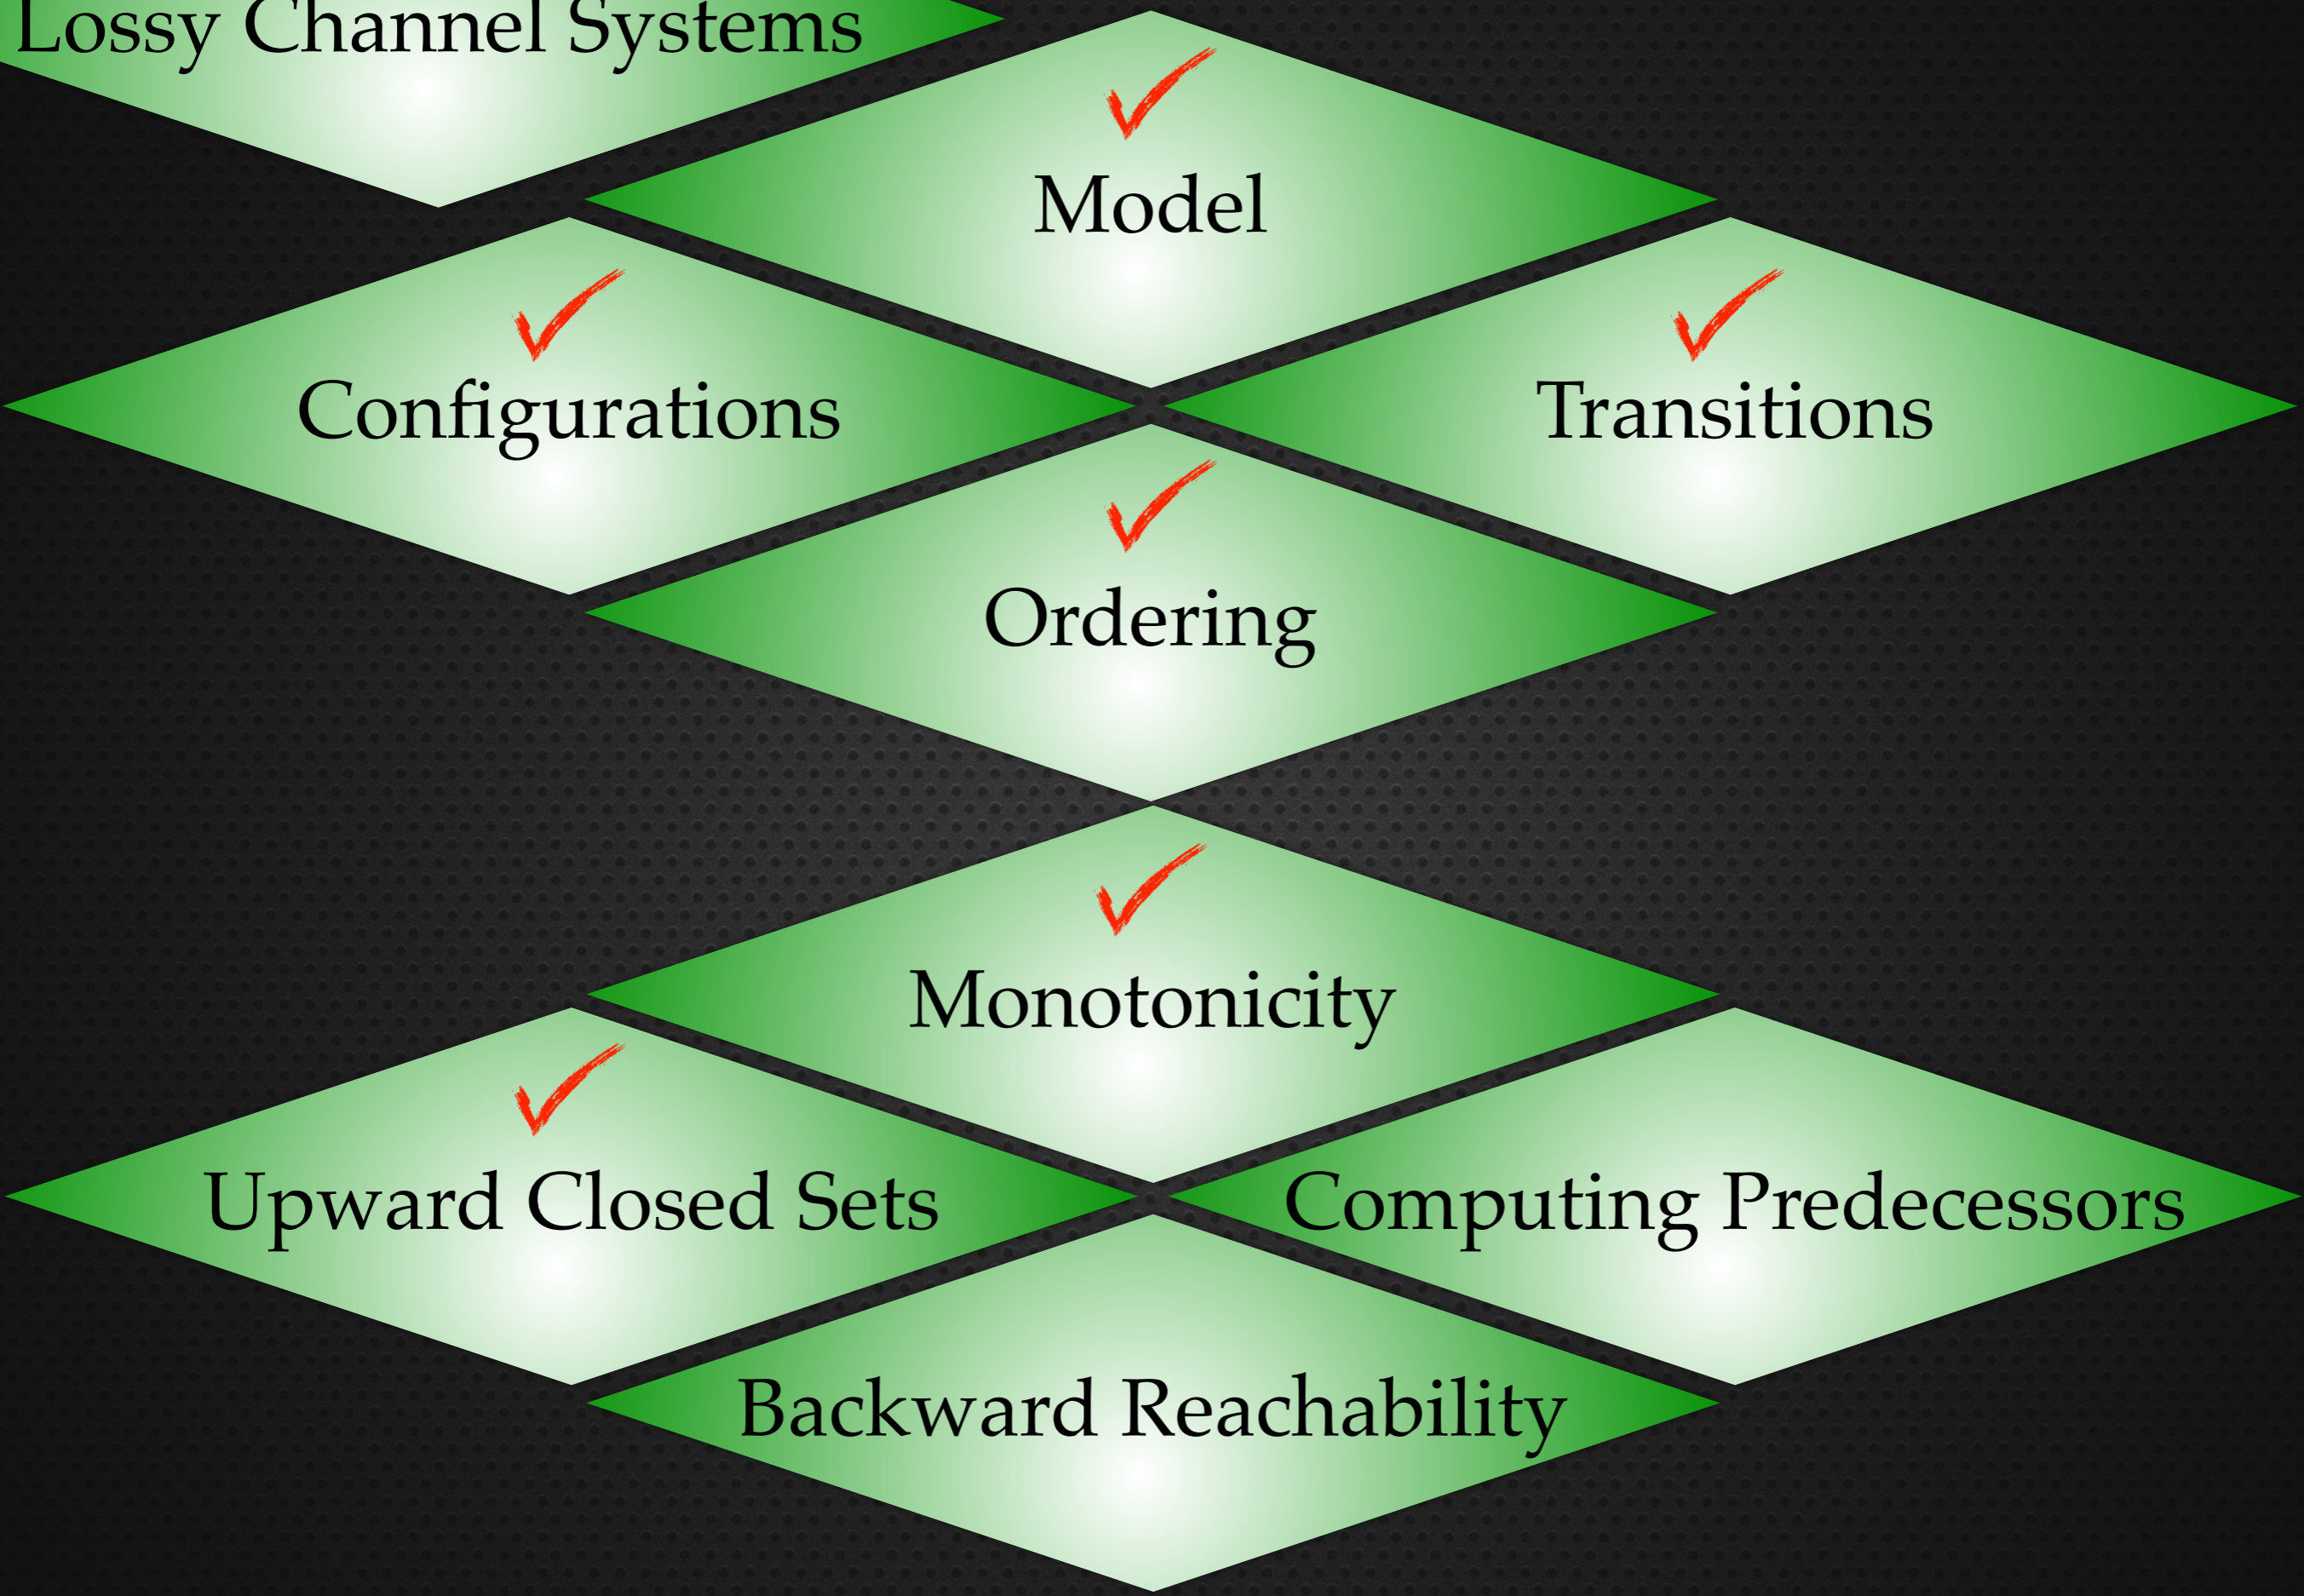 Lossy Channel Systems
Model
Configurations
Transitions
Ordering
Monotonicity
Upward Closed Sets
Computing Predecessors
Backward Reachability